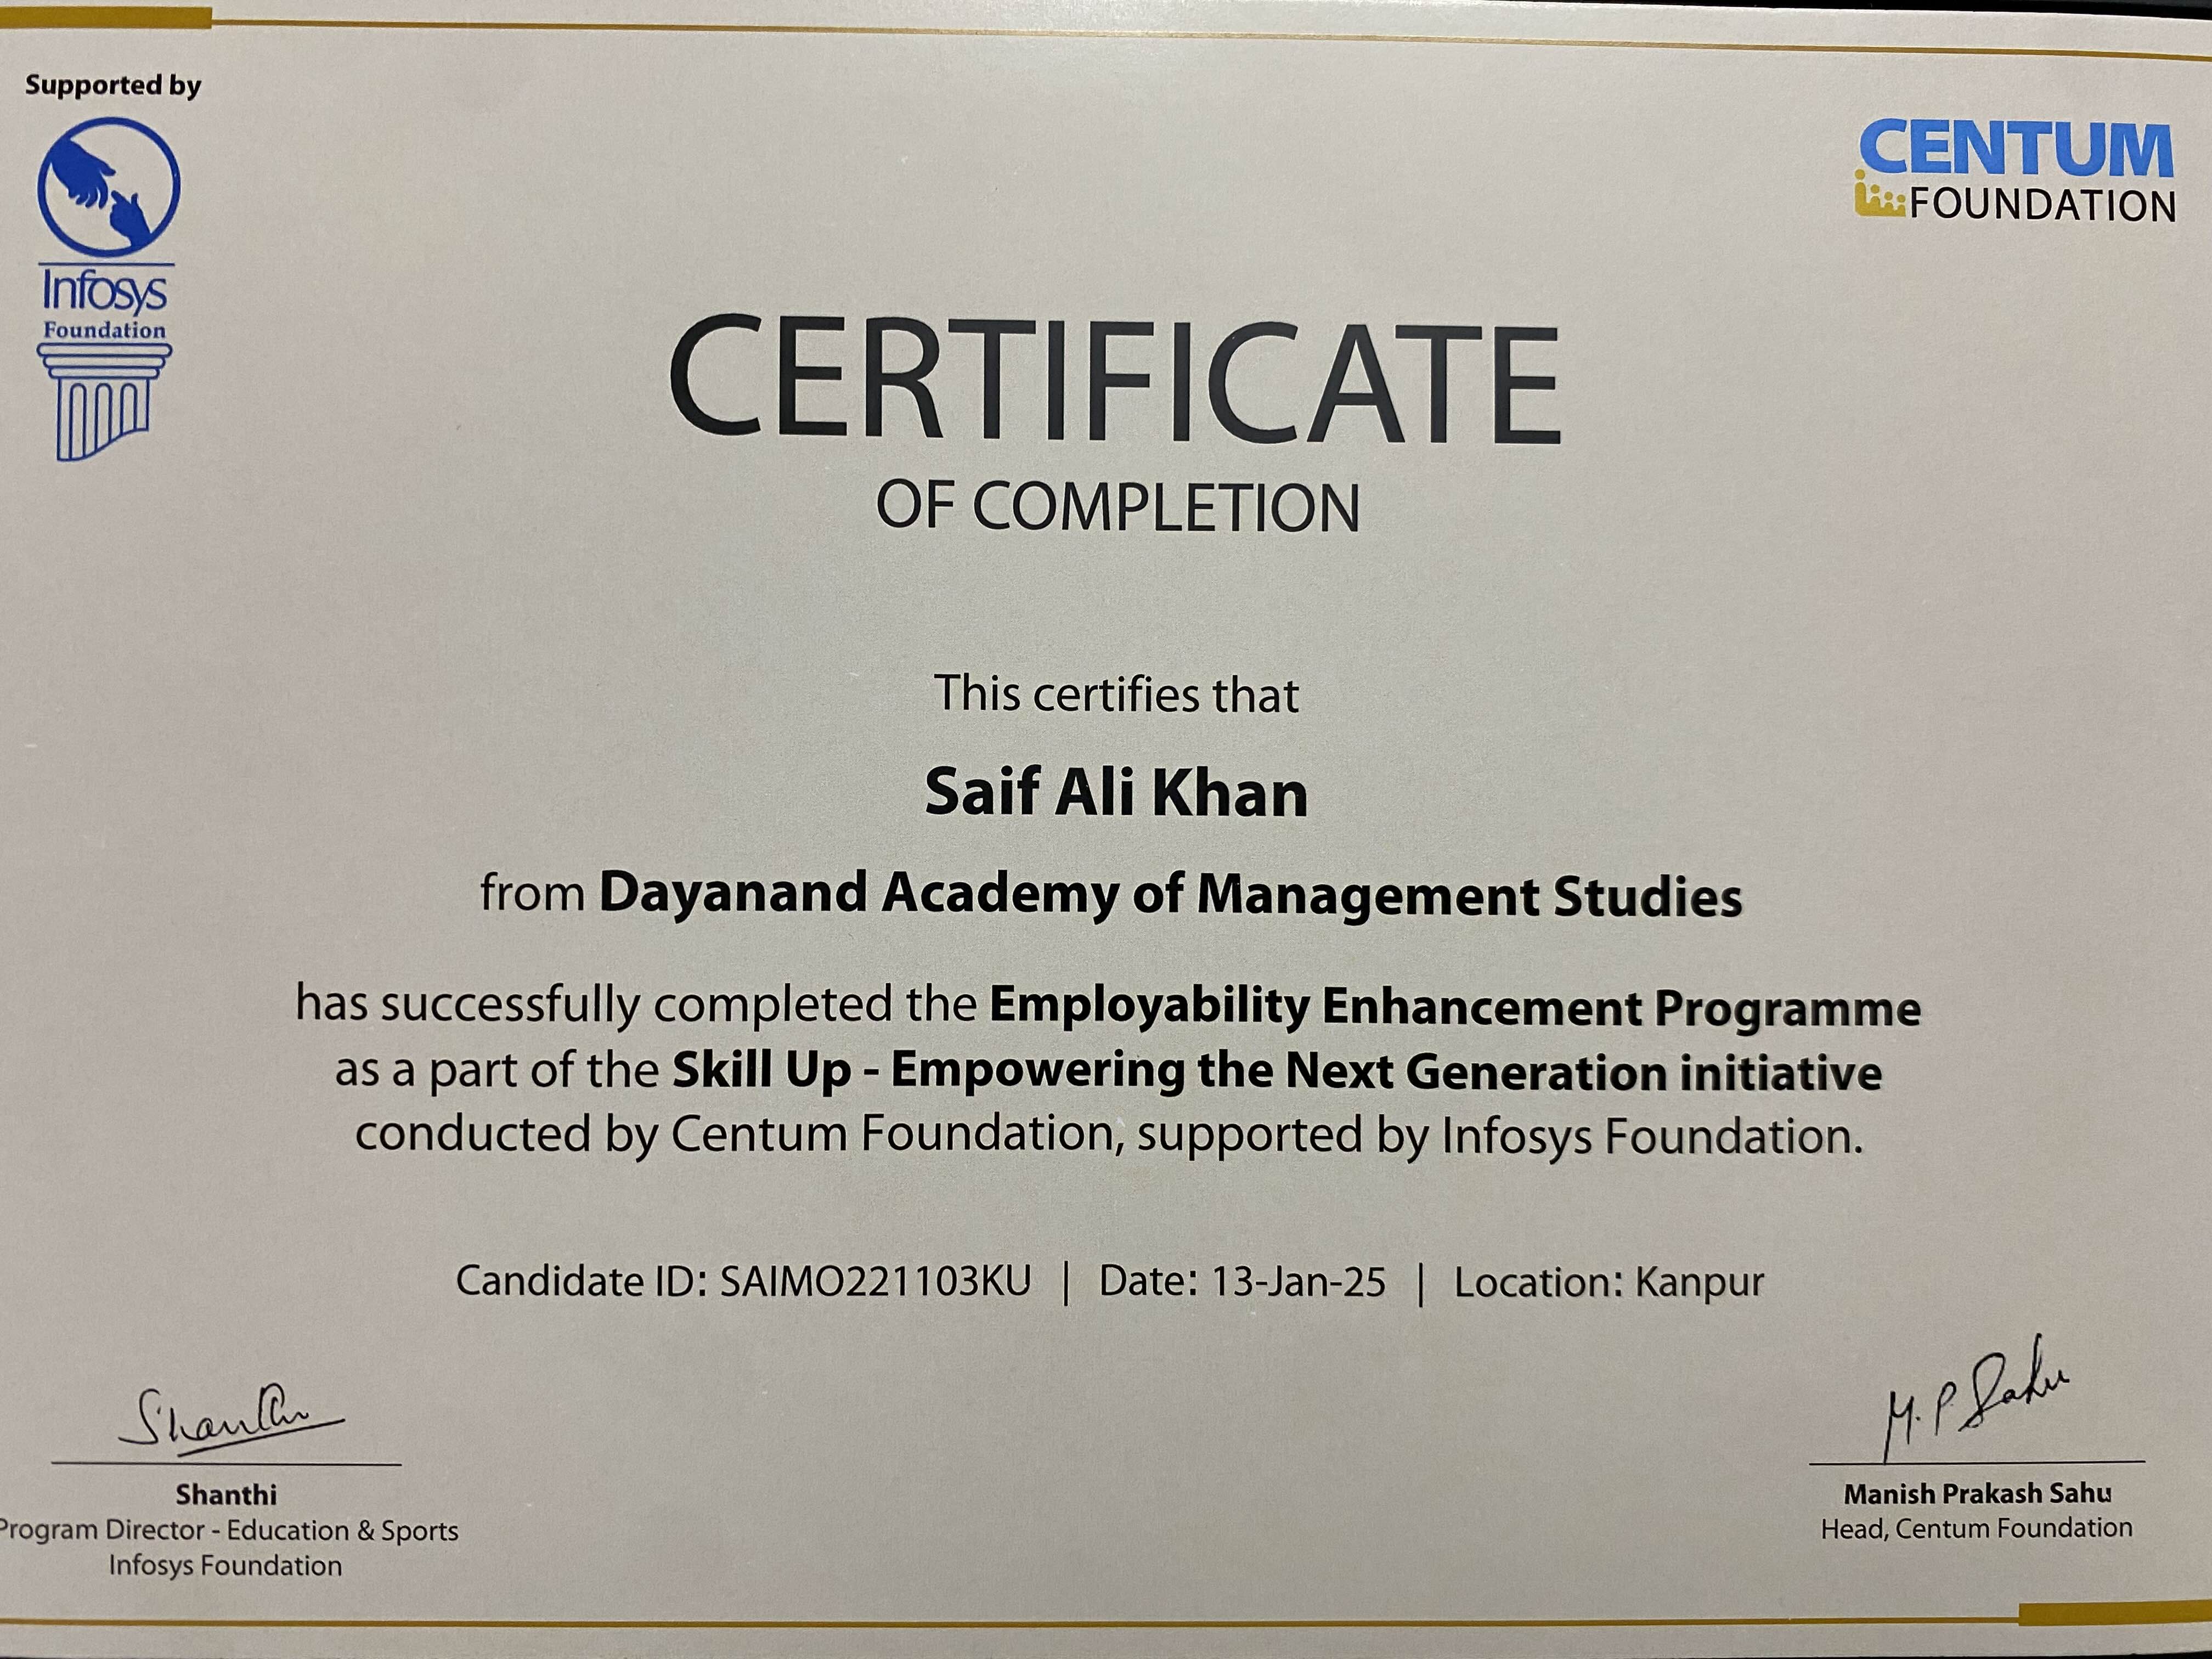 Supported by
Infosys
Foundation
CENTUM
FOUNDATION
CERTIFICATE
OF COMPLETION
This certifies that
Saif Ali Khan
from Dayanand Academy of Management Studies
has successfully completed the Employability Enhancement Programme
as a part of the Skill Up - Empowering the Next Generation initiative
conducted by Centum Foundation, supported by Infosys Foundation.
Candidate ID: SAIMO221103KU | Date: 13-Jan-25 | Location: Kanpur
Shanthi
Shanthi
Program Director - Education & Sports
Infosys Foundation
M. P. Sahu
Manish Prakash Sahu
Head, Centum Foundation